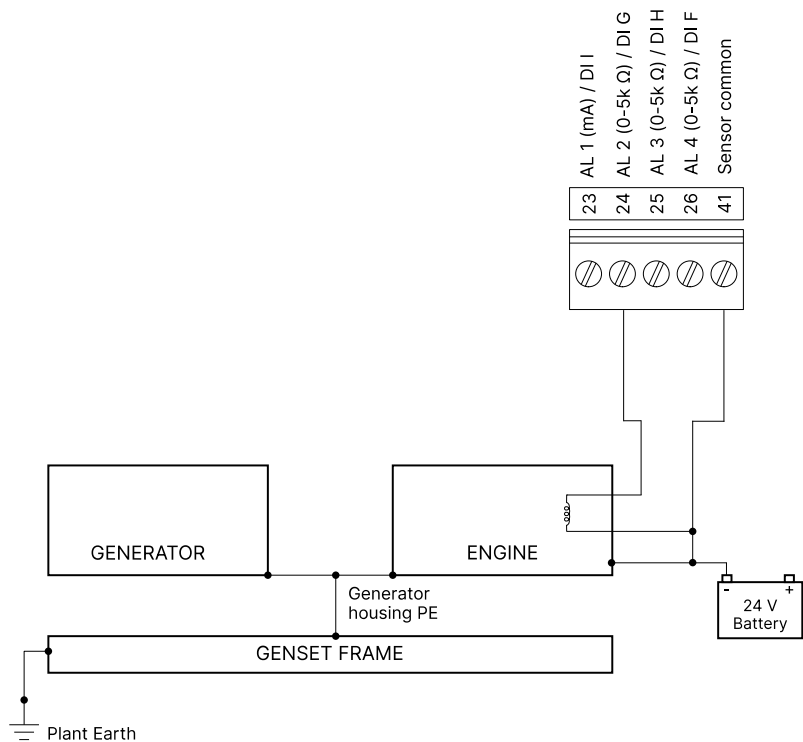 AL 1 (mA) / DI I
AL 2 (0-5k Ω) / DI G
AL 3 (0-5k Ω) / DI H
AL 4 (0-5k Ω) / DI F
Sensor common
23
24
25
26
41
GENERATOR
ENGINE
Generator
housing PE
- +
24 V
Battery
GENSET FRAME
Plant Earth